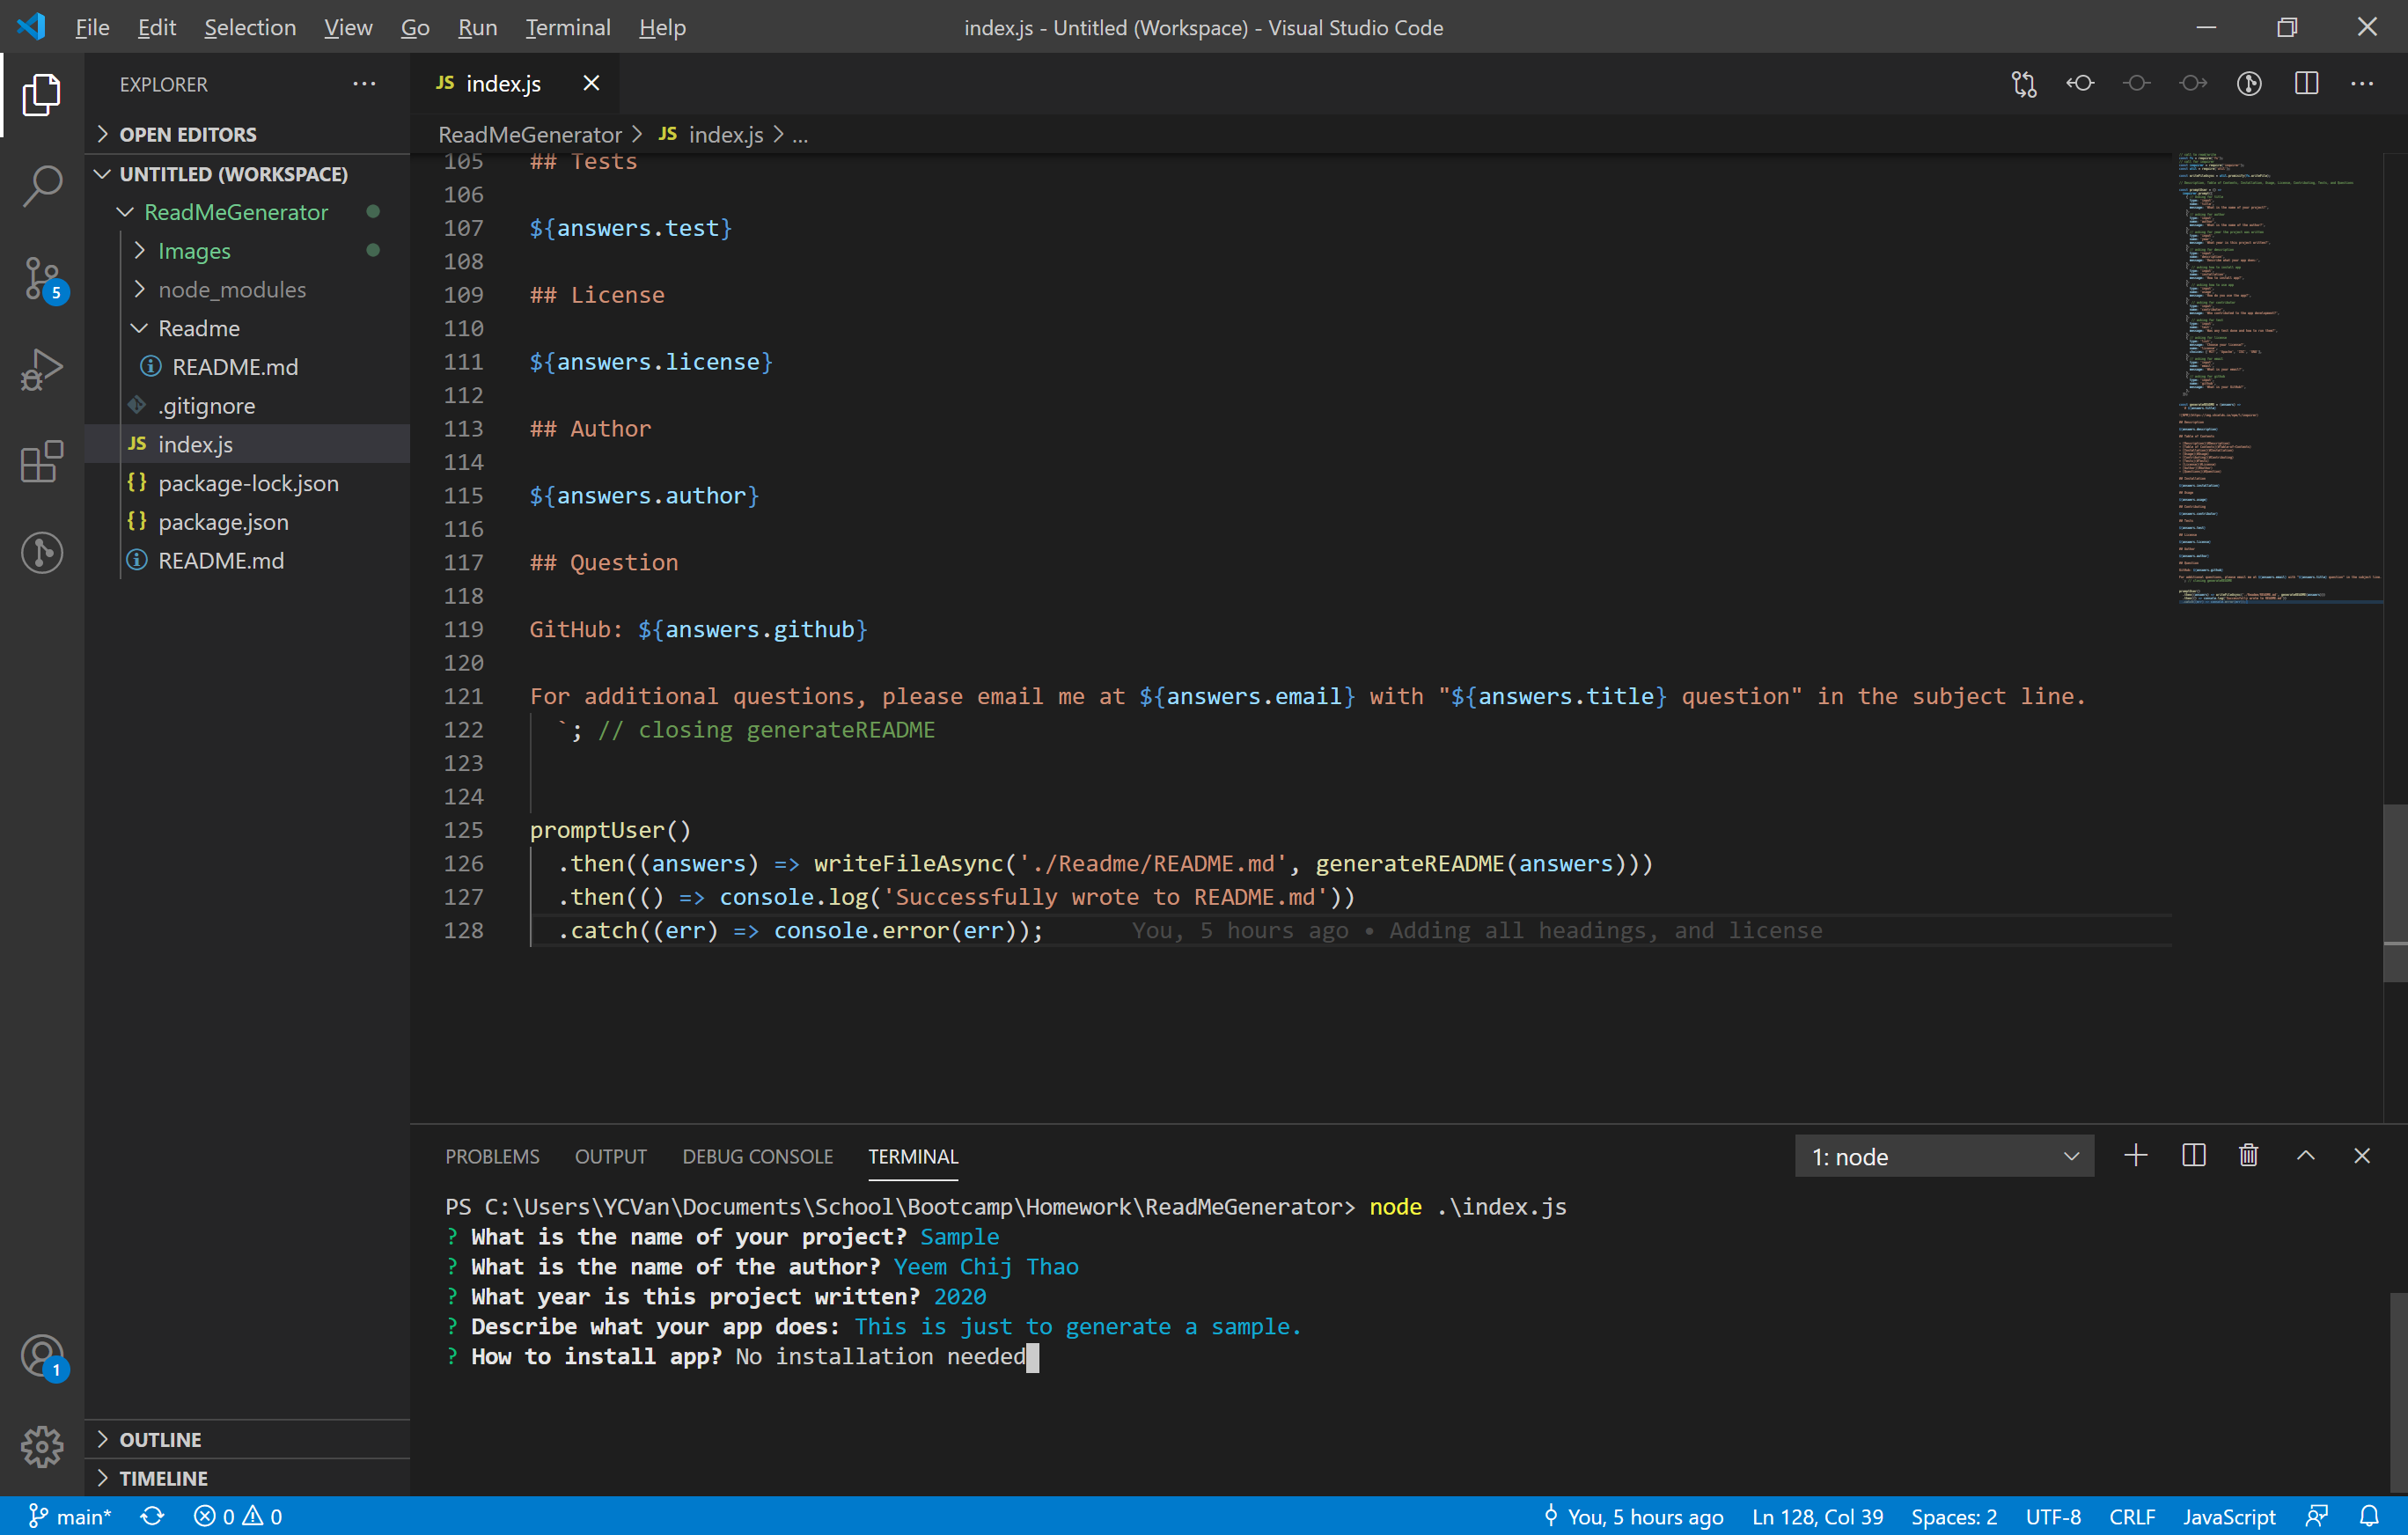 File Edit Selection View Go Run Terminal Help
index.js - Untitled (Workspace) - Visual Studio Code
EXPLORER
OPEN EDITORS
UNTITLED (WORKSPACE)
ReadMeGenerator
Images
node_modules
Readme
README.md
.gitignore
JS index.js
{} package-lock.json
{} package.json
README.md
OUTLINE
TIMELINE
5
1
JS index.js
ReadMeGenerator > JS index.js > ...
105 ## Tests
106
107 ${answers.test}
108
109 ## License
110
111 ${answers.license}
112
113 ## Author
114
115 ${answers.author}
116
117 ## Question
118
119 GitHub: ${answers.github}
120
121 For additional questions, please email me at ${answers.email} with "${answers.title} question" in the subject line.
122 `; // closing generateREADME
123
124
125 promptUser()
126 .then((answers) => writeFileAsync('./Readme/README.md', generateREADME(answers)))
127 .then(() => console.log('Successfully wrote to README.md'))
128 .catch((err) => console.error(err)); You, 5 hours ago • Adding all headings, and license
PROBLEMS OUTPUT DEBUG CONSOLE TERMINAL
1: node
PS C:\Users\YCVan\Documents\School\Bootcamp\Homework\ReadMeGenerator> node .\index.js
? What is the name of your project? Sample
? What is the name of the author? Yeem Chij Thao
? What year is this project written? 2020
? Describe what your app does: This is just to generate a sample.
? How to install app? No installation needed
main* 0 0
You, 5 hours ago Ln 128, Col 39 Spaces: 2 UTF-8 CRLF JavaScript